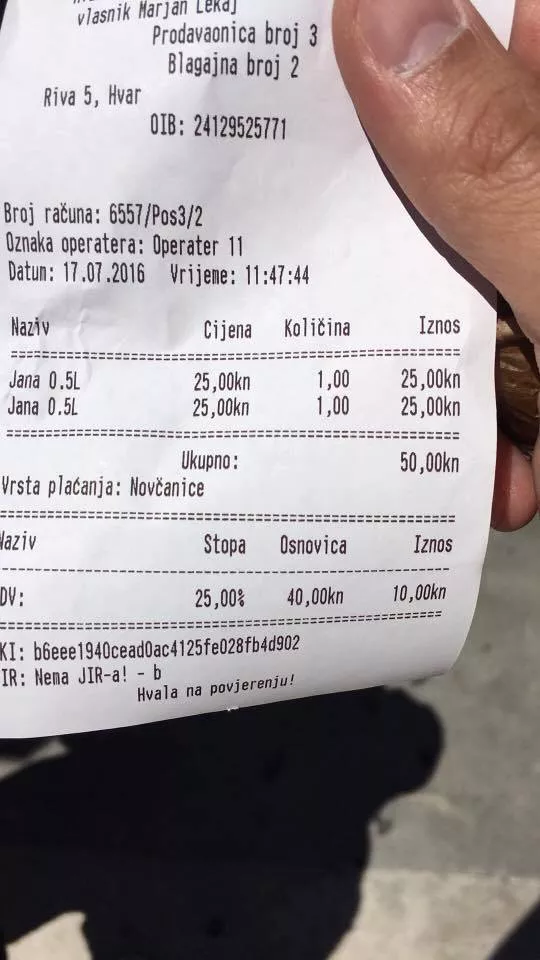 vlasnik Marjan Lekaj
Prodavaonica broj 3
Blagajna broj 2
Riva 5, Hvar
OIB: 24129525771
Broj računa: 6557/Pos3/2
Oznaka operatera: Operater 11
Datum: 17.07.2016 Vrijeme: 11:47:44
Naziv Cijena Količina Iznos
Jana 0.5L 25,00kn 1,00 25,00kn
Jana 0.5L 25,00kn 1,00 25,00kn
Ukupno: 50,00kn
Vrsta plaćanja: Novčanice
Naziv Stopa Osnovica Iznos
DV: 25,00% 40,00kn 10,00kn
KI: b6eee1940cead0ac4125fe028fb4d902
IR: Nema JIR-a! - b
Hvala na povjerenju!